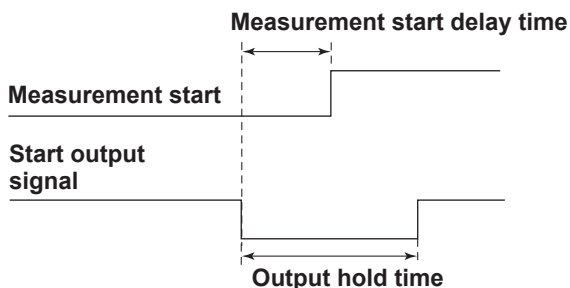 Measurement start delay time
Measurement start
Start output
signal
Output hold time